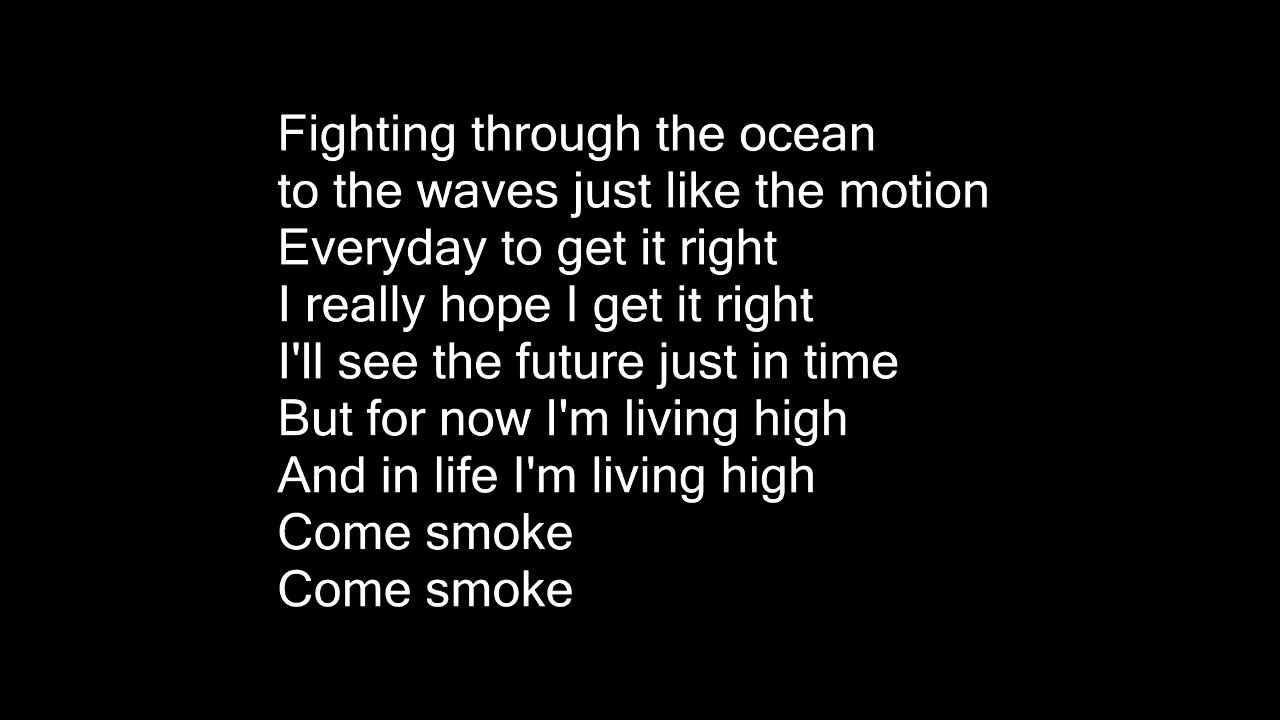 Fighting through the ocean
to the waves just like the motion
Everyday to get it right
I really hope I get it right
I'll see the future just in time
But for now I'm living high
And in life I'm living high
Come smoke
Come smoke